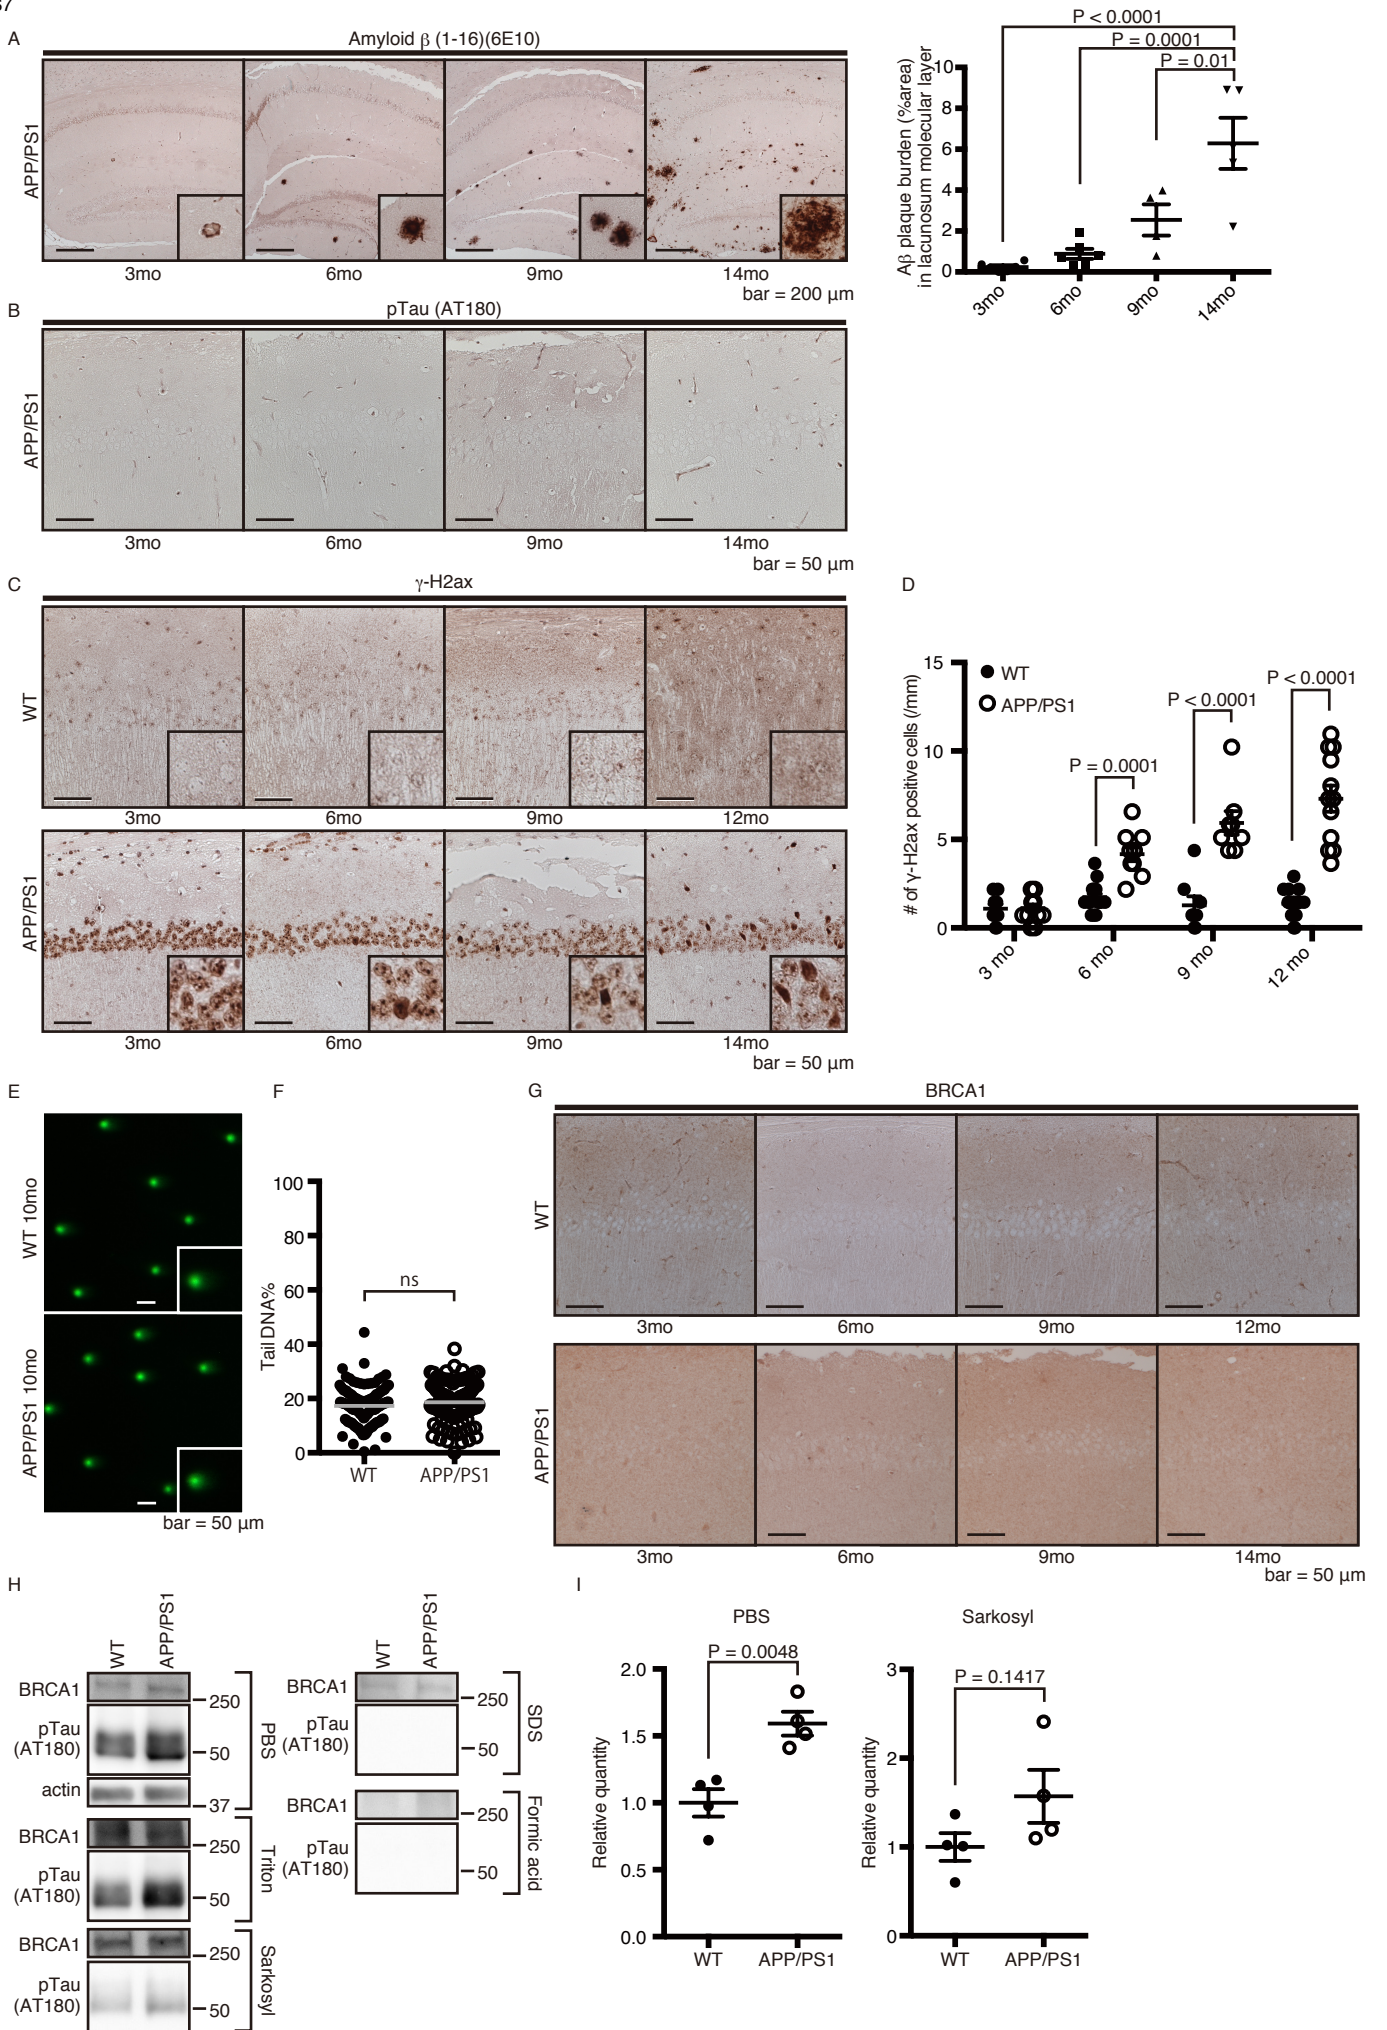 S7
A
Amyloid β (1-16)(6E10)
APP/PS1
3mo
6mo
9mo
14mo
bar = 200 μm
P < 0.0001
P = 0.0001
P = 0.01
Aβ plaque burden (%area)
in lacunosum molecular layer
10
8
6
4
2
0
3mo
6mo
9mo
14mo
B
pTau (AT180)
APP/PS1
3mo
6mo
9mo
14mo
bar = 50 μm
C
γ-H2ax
WT
3mo
6mo
9mo
12mo
APP/PS1
3mo
6mo
9mo
14mo
bar = 50 μm
D
# of γ-H2ax positive cells (/mm)
15
10
5
0
WT
APP/PS1
P = 0.0001
P < 0.0001
P < 0.0001
3 mo
6 mo
9 mo
12 mo
E
WT 10mo
APP/PS1 10mo
bar = 50 μm
F
Tail DNA%
100
80
60
40
20
0
ns
WT
APP/PS1
G
BRCA1
WT
3mo
6mo
9mo
12mo
APP/PS1
3mo
6mo
9mo
14mo
bar = 50 μm
H
WT
APP/PS1
BRCA1
250
pTau
(AT180)
50
actin
37
PBS
BRCA1
250
pTau
(AT180)
50
Triton
BRCA1
250
pTau
(AT180)
50
Sarkosyl
WT
APP/PS1
BRCA1
250
pTau
(AT180)
50
SDS
BRCA1
250
pTau
(AT180)
50
Formic acid
I
PBS
P = 0.0048
Relative quantity
2.0
1.5
1.0
0.5
0.0
WT
APP/PS1
Sarkosyl
P = 0.1417
Relative quantity
3
2
1
0
WT
APP/PS1